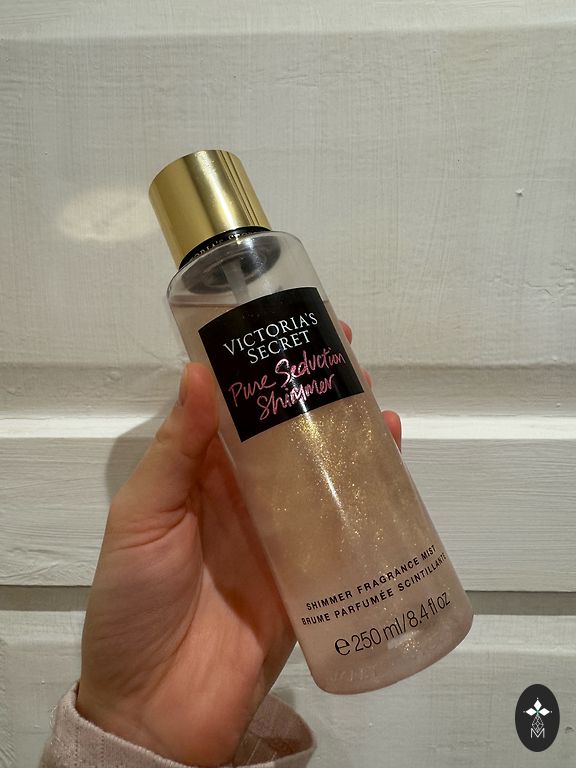 VICTORIA'S
SECRET
Pure Seduction
Shimmer
SHIMMER FRAGRANCE MIST
BRUME PARFUMÉE SCINTILLANTE
℮ 250 ml/8.4 fl oz